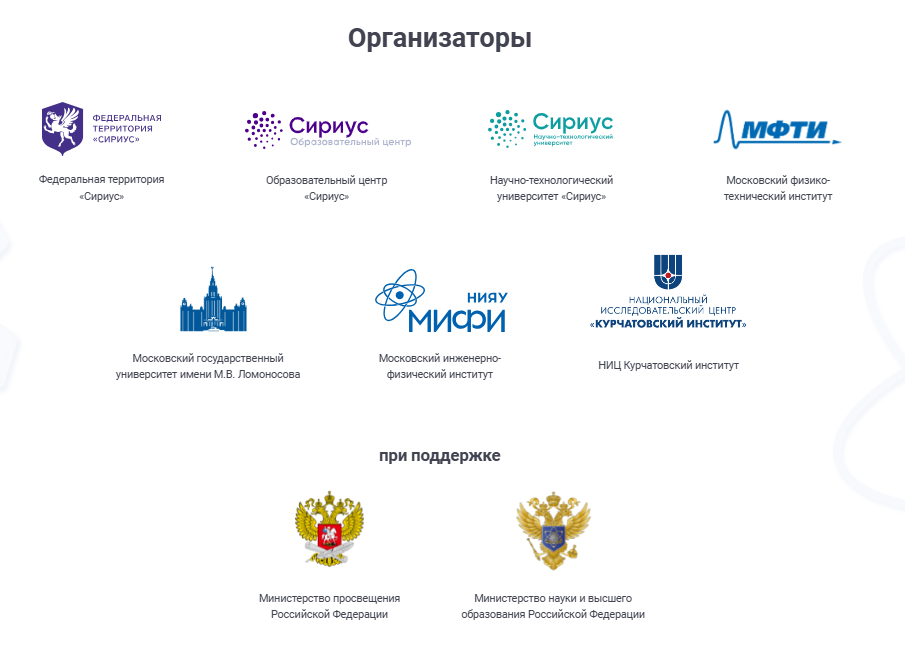 Организаторы
ФЕДЕРАЛЬНАЯ
ТЕРРИТОРИЯ
«СИРИУС»
Сириус
Образовательный центр
Сириус
Научно-технологический
университет
МФТИ
Федеральная территория
«Сириус»
Образовательный центр
«Сириус»
Научно-технологический
университет «Сириус»
Московский физико-
технический институт
НИЯУ
МИФИ
НАЦИОНАЛЬНЫЙ
ИССЛЕДОВАТЕЛЬСКИЙ ЦЕНТР
«КУРЧАТОВСКИЙ ИНСТИТУТ»
Московский государственный
университет имени М.В. Ломоносова
Московский инженерно-
физический институт
НИЦ Курчатовский институт
при поддержке
Министерство просвещения
Российской Федерации
Министерство науки и высшего
образования Российской Федерации